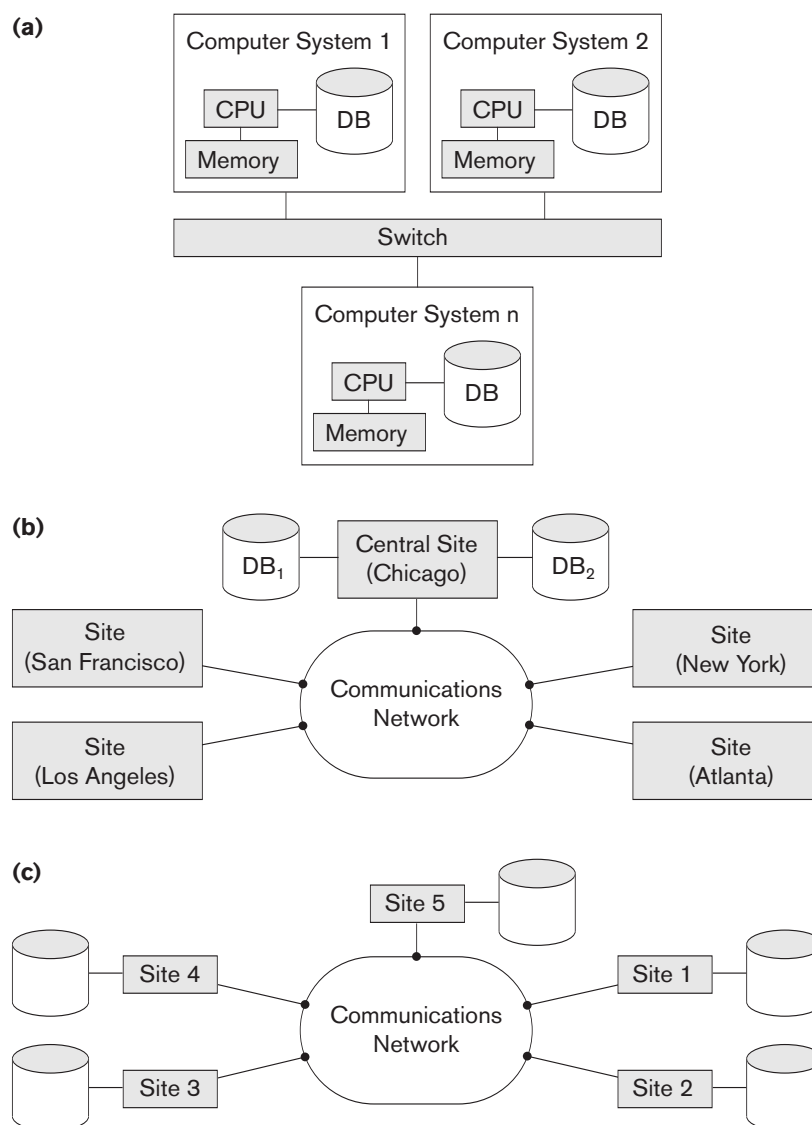 (a)
Computer System 1
CPU
DB
Memory
Computer System 2
CPU
DB
Memory
Switch
Computer System n
CPU
DB
Memory
(b)
DB₁
Central Site
(Chicago)
DB₂
Site
(San Francisco)
Site
(New York)
Communications
Network
Site
(Los Angeles)
Site
(Atlanta)
(c)
Site 5
Site 4
Site 1
Communications
Network
Site 3
Site 2